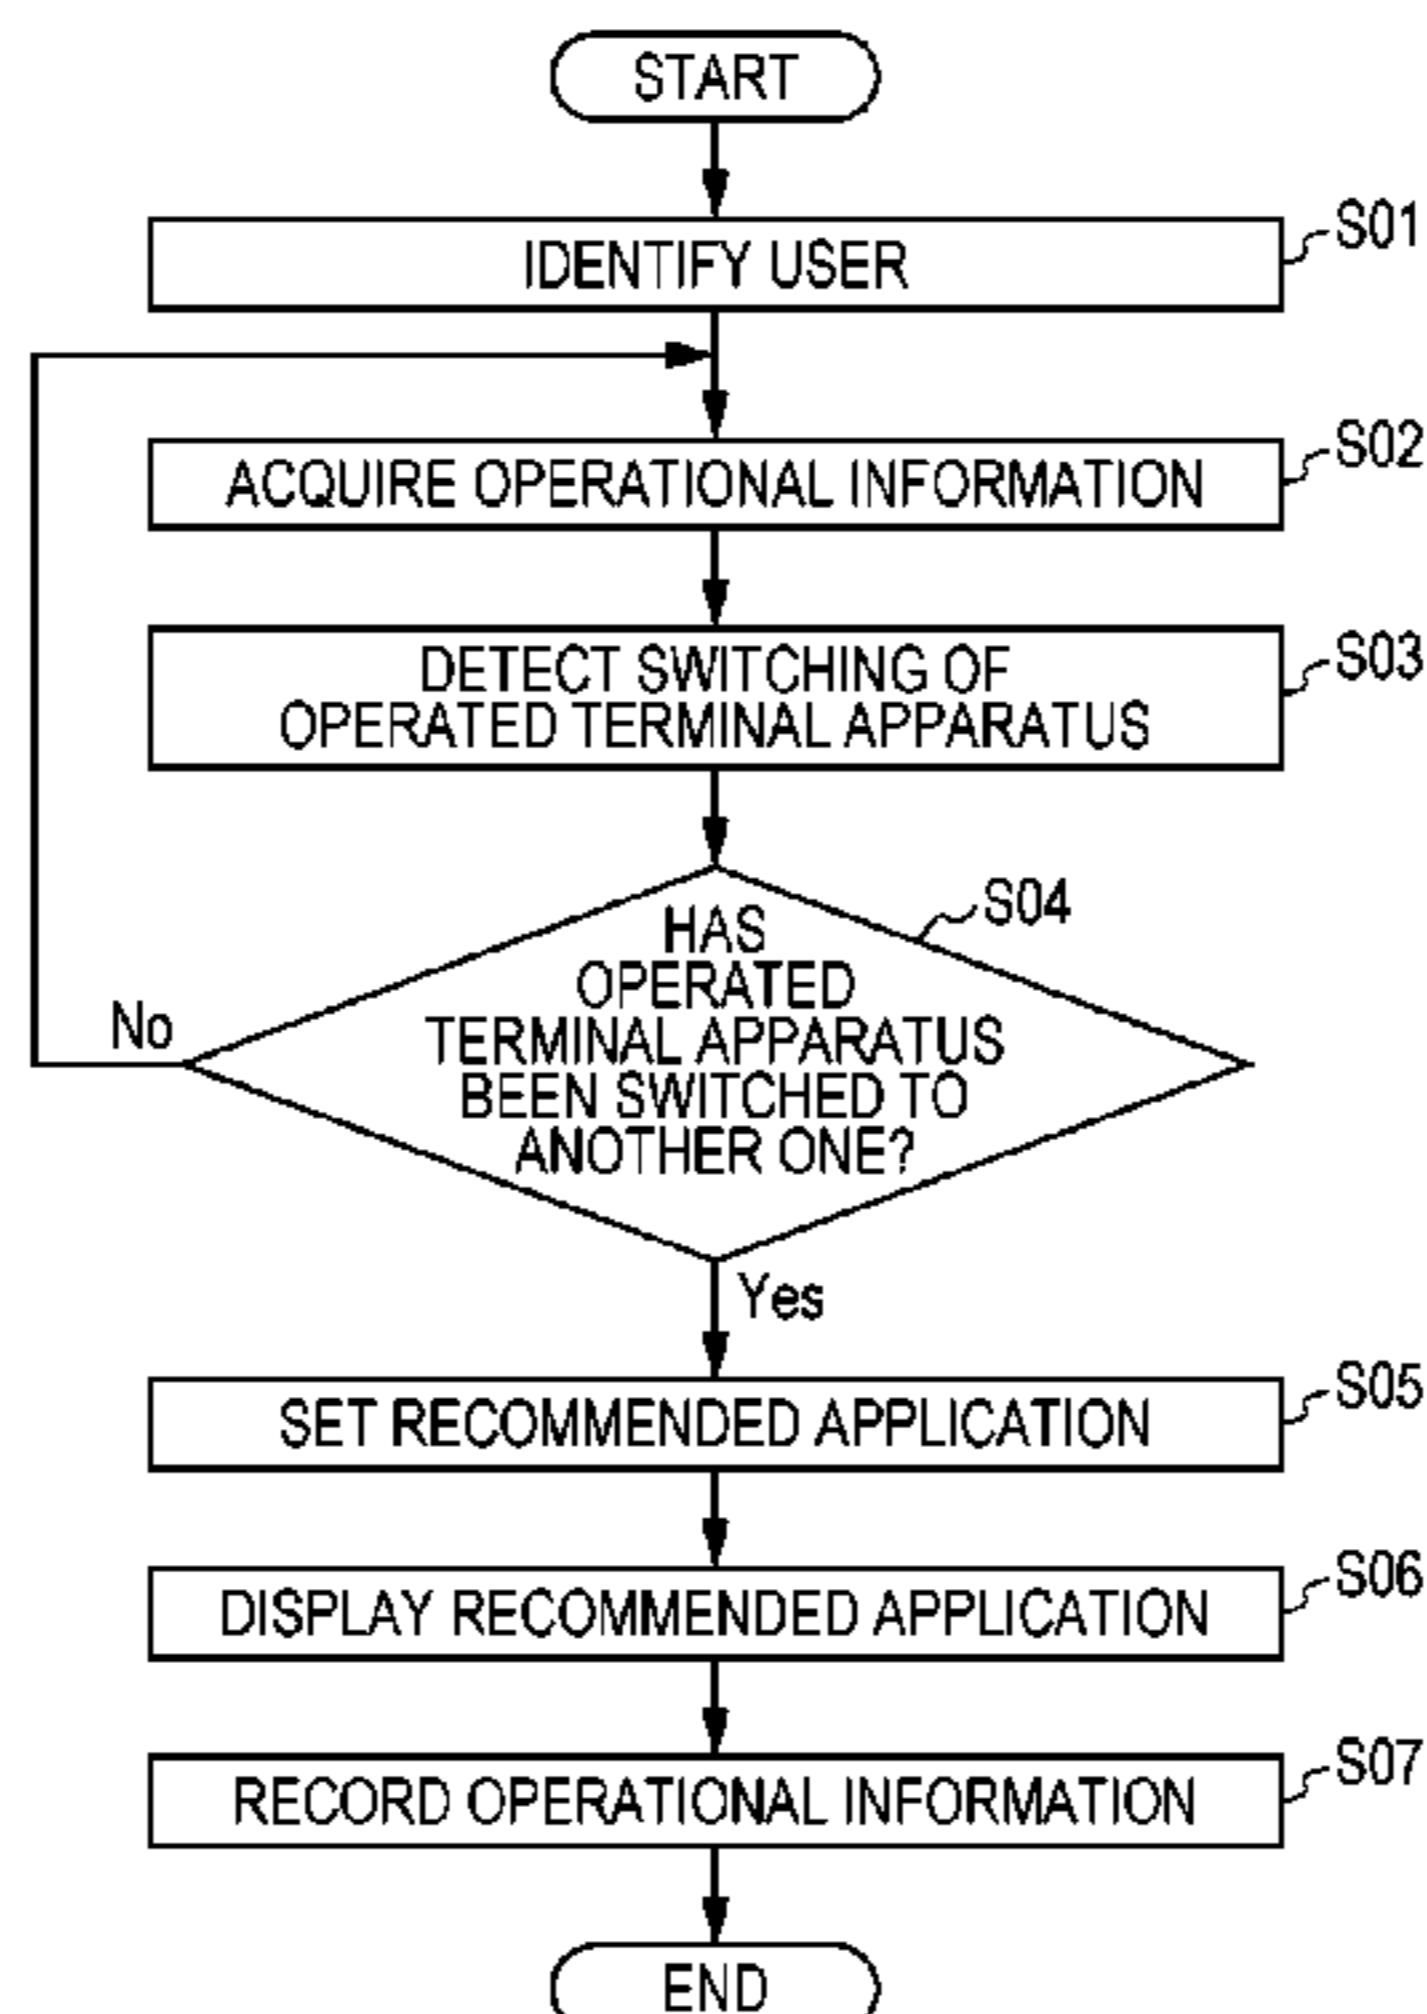 START
IDENTIFY USER
S01
ACQUIRE OPERATIONAL INFORMATION
S02
DETECT SWITCHING OF
OPERATED TERMINAL APPARATUS
S03
HAS
OPERATED
TERMINAL APPARATUS
BEEN SWITCHED TO
ANOTHER ONE?
S04
No
Yes
SET RECOMMENDED APPLICATION
S05
DISPLAY RECOMMENDED APPLICATION
S06
RECORD OPERATIONAL INFORMATION
S07
END